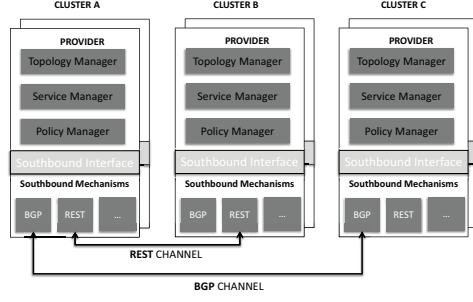 CLUSTER A
PROVIDER
Topology Manager
Service Manager
Policy Manager
Southbound Interface
Southbound Mechanisms
BGP
REST
...
CLUSTER B
PROVIDER
Topology Manager
Service Manager
Policy Manager
Southbound Interface
Southbound Mechanisms
BGP
REST
...
CLUSTER C
PROVIDER
Topology Manager
Service Manager
Policy Manager
Southbound Interface
Southbound Mechanisms
BGP
REST
...
REST CHANNEL
BGP CHANNEL